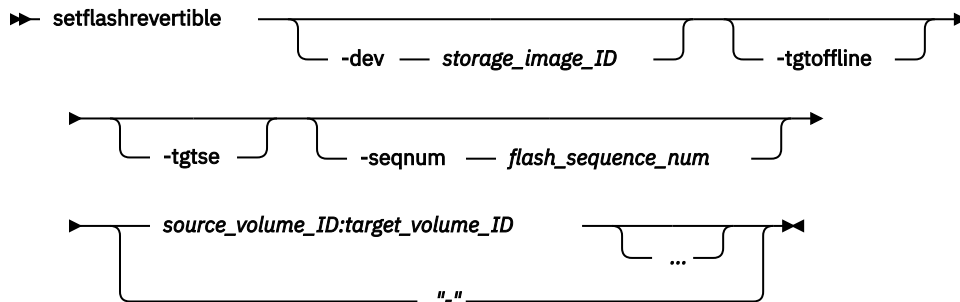 setflashrevertible
-dev storage_image_ID -tgtoffline
-tgtse -seqnum flash_sequence_num
source_volume_ID:target_volume_ID
...
"-"